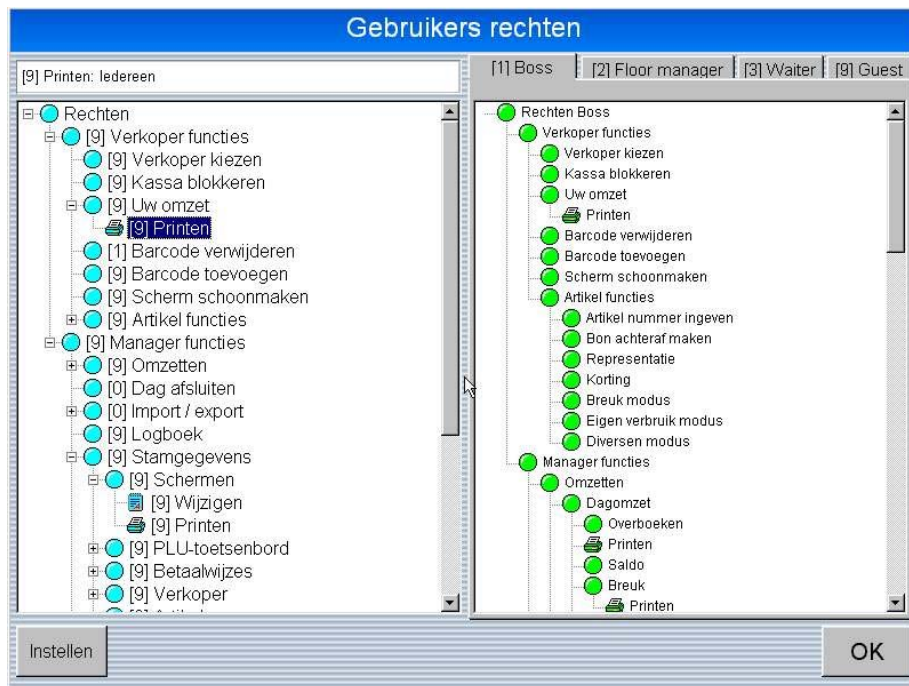 Gebruikers rechten
[9] Printen: Iedereen
[1] Boss
[2] Floor manager
[3] Waiter
[9] Guest
Rechten
[9] Verkoper functies
[9] Verkoper kiezen
[9] Kassa blokkeren
[9] Uw omzet
[9] Printen
[1] Barcode verwijderen
[9] Barcode toevoegen
[9] Scherm schoonmaken
[9] Artikel functies
[9] Manager functies
[9] Omzetten
[0] Dag afsluiten
[0] Import / export
[9] Logboek
[9] Stamgegevens
[9] Schermen
[9] Wijzigen
[9] Printen
[9] PLU-toetsenbord
[9] Betaalwijzes
[9] Verkoper
Rechten Boss
Verkoper functies
Verkoper kiezen
Kassa blokkeren
Uw omzet
Printen
Barcode verwijderen
Barcode toevoegen
Scherm schoonmaken
Artikel functies
Artikel nummer ingeven
Bon achteraf maken
Representatie
Korting
Breuk modus
Eigen verbruik modus
Diversen modus
Manager functies
Omzetten
Dagomzet
Overboeken
Printen
Saldo
Breuk
Printen
Instellen
OK